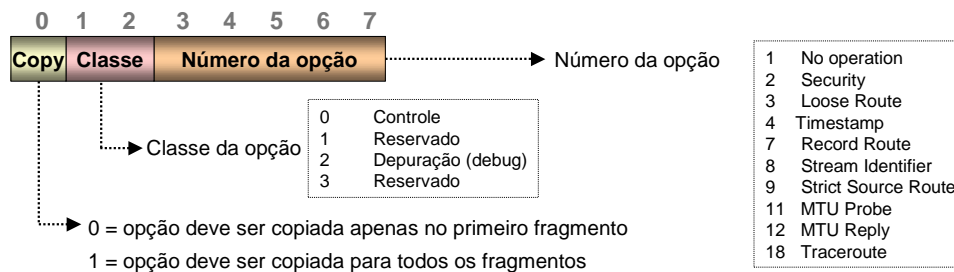 0 1 2 3 4 5 6 7
Copy Classe Número da opção
Número da opção
Classe da opção
0 Controle
1 Reservado
2 Depuração (debug)
3 Reservado
0 = opção deve ser copiada apenas no primeiro fragmento
1 = opção deve ser copiada para todos os fragmentos
1 No operation
2 Security
3 Loose Route
4 Timestamp
7 Record Route
8 Stream Identifier
9 Strict Source Route
11 MTU Probe
12 MTU Reply
18 Traceroute